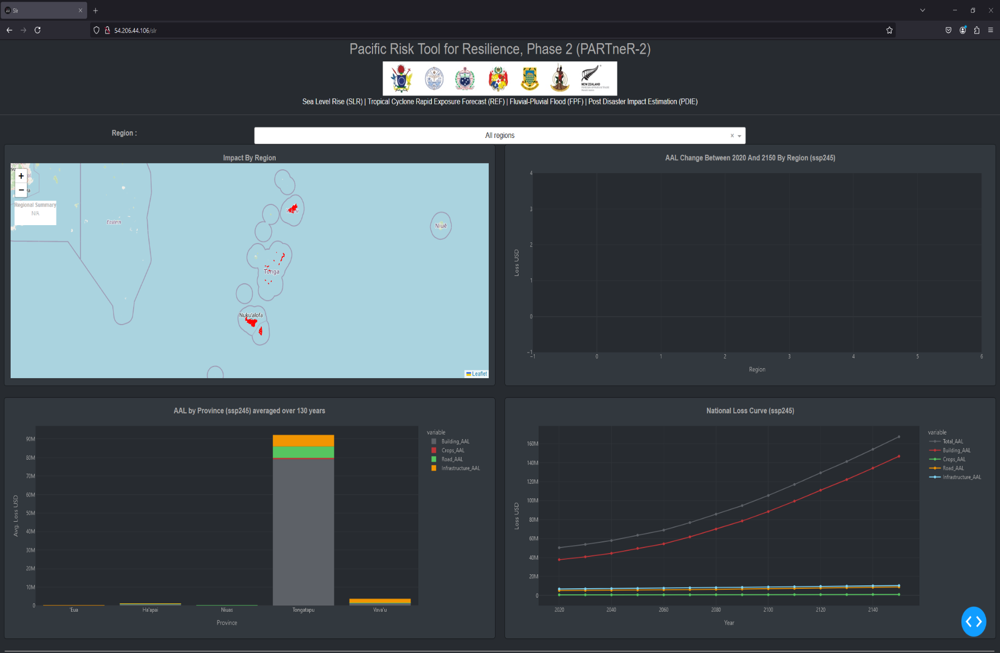 Slr
54.206.44.106/slr
Pacific Risk Tool for Resilience, Phase 2 (PARTneR-2)
NEW ZEALAND
FOREIGN AFFAIRS & TRADE
Sea Level Rise (SLR) | Tropical Cyclone Rapid Exposure Forecast (REF) | Fluvial-Pluvial Flood (FPF) | Post Disaster Impact Estimation (PDIE)
Region :
All regions
Impact By Region
+
−
Regional Summary
N/A
Eastern
Niuē
Tonga
Nuku'alofa
Leaflet
AAL Change Between 2020 And 2150 By Region (ssp245)
Loss USD
4
3
2
1
0
−1
−1 0 1 2 3 4 5 6
Region
AAL by Province (ssp245) averaged over 130 years
Avg. Loss USD
90M
80M
70M
60M
50M
40M
30M
20M
10M
0
'Eua Ha'apai Niuas Tongatapu Vava'u
Province
variable
Building_AAL
Crops_AAL
Road_AAL
Infrastructure_AAL
National Loss Curve (ssp245)
Loss USD
160M
140M
120M
100M
80M
60M
40M
20M
0
2020 2040 2060 2080 2100 2120 2140
Year
variable
Total_AAL
Building_AAL
Crops_AAL
Road_AAL
Infrastructure_AAL